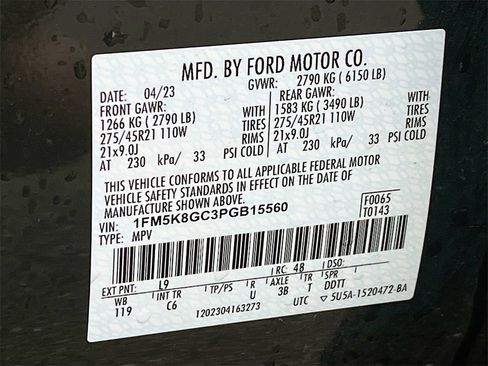 MFD. BY FORD MOTOR CO.
DATE: 04/23 GVWR: 2790 KG ( 6150 LB)
FRONT GAWR: REAR GAWR:
1266 KG ( 2790 LB) WITH 1583 KG ( 3490 LB) WITH
275/45R21 110W TIRES 275/45R21 110W TIRES
21x9.0J RIMS 21x9.0J RIMS
AT 230 kPa/ 33 PSI COLD AT 230 kPa/ 33 PSI COLD
THIS VEHICLE CONFORMS TO ALL APPLICABLE FEDERAL MOTOR
VEHICLE SAFETY STANDARDS IN EFFECT ON THE DATE OF
MANUFACTURE SHOWN ABOVE.
VIN: 1FM5K8GC3PGB15560 F0065
TYPE: MPV T0143
EXT PNT: L9 RC: 48 DSO:
WB INT TR TP/PS R AXLE TR SPR
119 C6 U 3B T DDTT
1202304163273 UTC ▽ 5U5A-1520472-BA